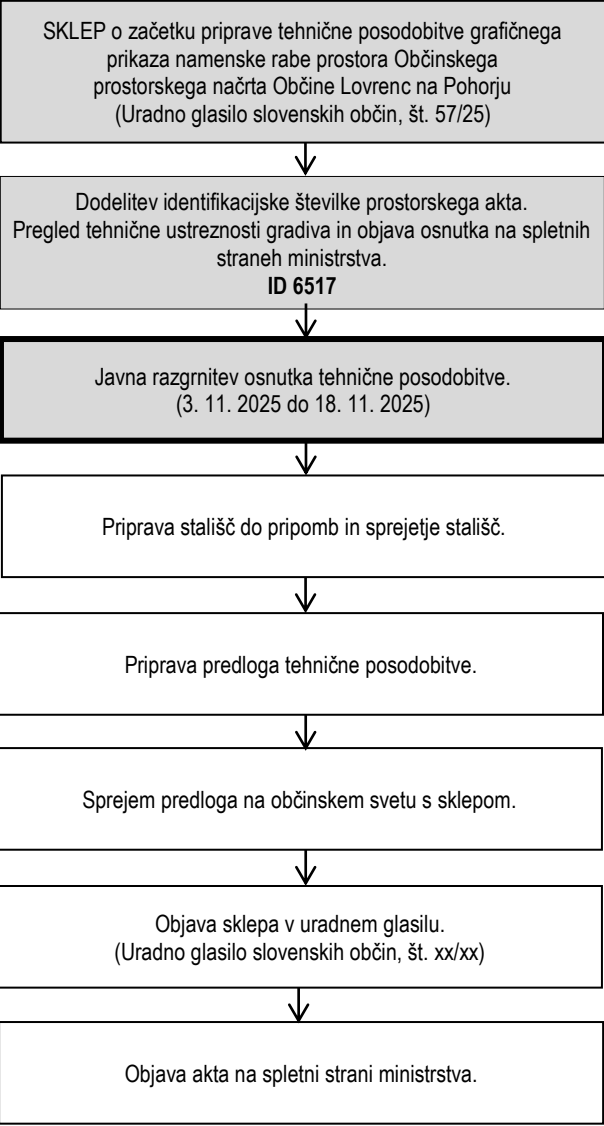 SKLEP o začetku priprave tehnične posodobitve grafičnega
prikaza namenske rabe prostora Občinskega
prostorskega načrta Občine Lovrenc na Pohorju
(Uradno glasilo slovenskih občin, št. 57/25)
Dodelitev identifikacijske številke prostorskega akta.
Pregled tehnične ustreznosti gradiva in objava osnutka na spletnih
straneh ministrstva.
ID 6517
Javna razgrnitev osnutka tehnične posodobitve.
(3. 11. 2025 do 18. 11. 2025)
Priprava stališč do pripomb in sprejetje stališč.
Priprava predloga tehnične posodobitve.
Sprejem predloga na občinskem svetu s sklepom.
Objava sklepa v uradnem glasilu.
(Uradno glasilo slovenskih občin, št. xx/xx)
Objava akta na spletni strani ministrstva.